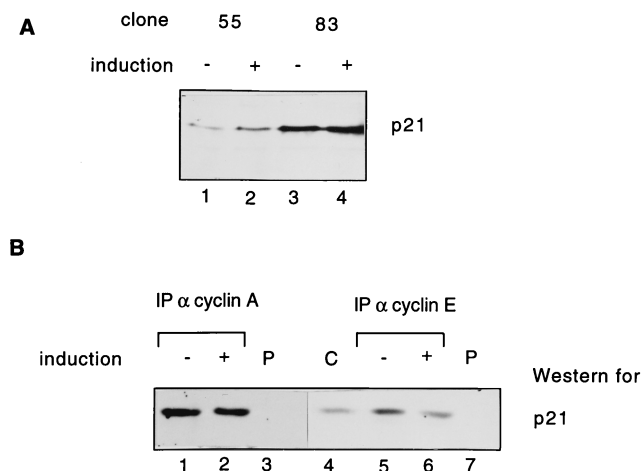 A
clone 55 83
induction - + - +
p21
1 2 3 4
B
IP α cyclin A IP α cyclin E
induction - + P C - + P
Western for
p21
1 2 3 4 5 6 7